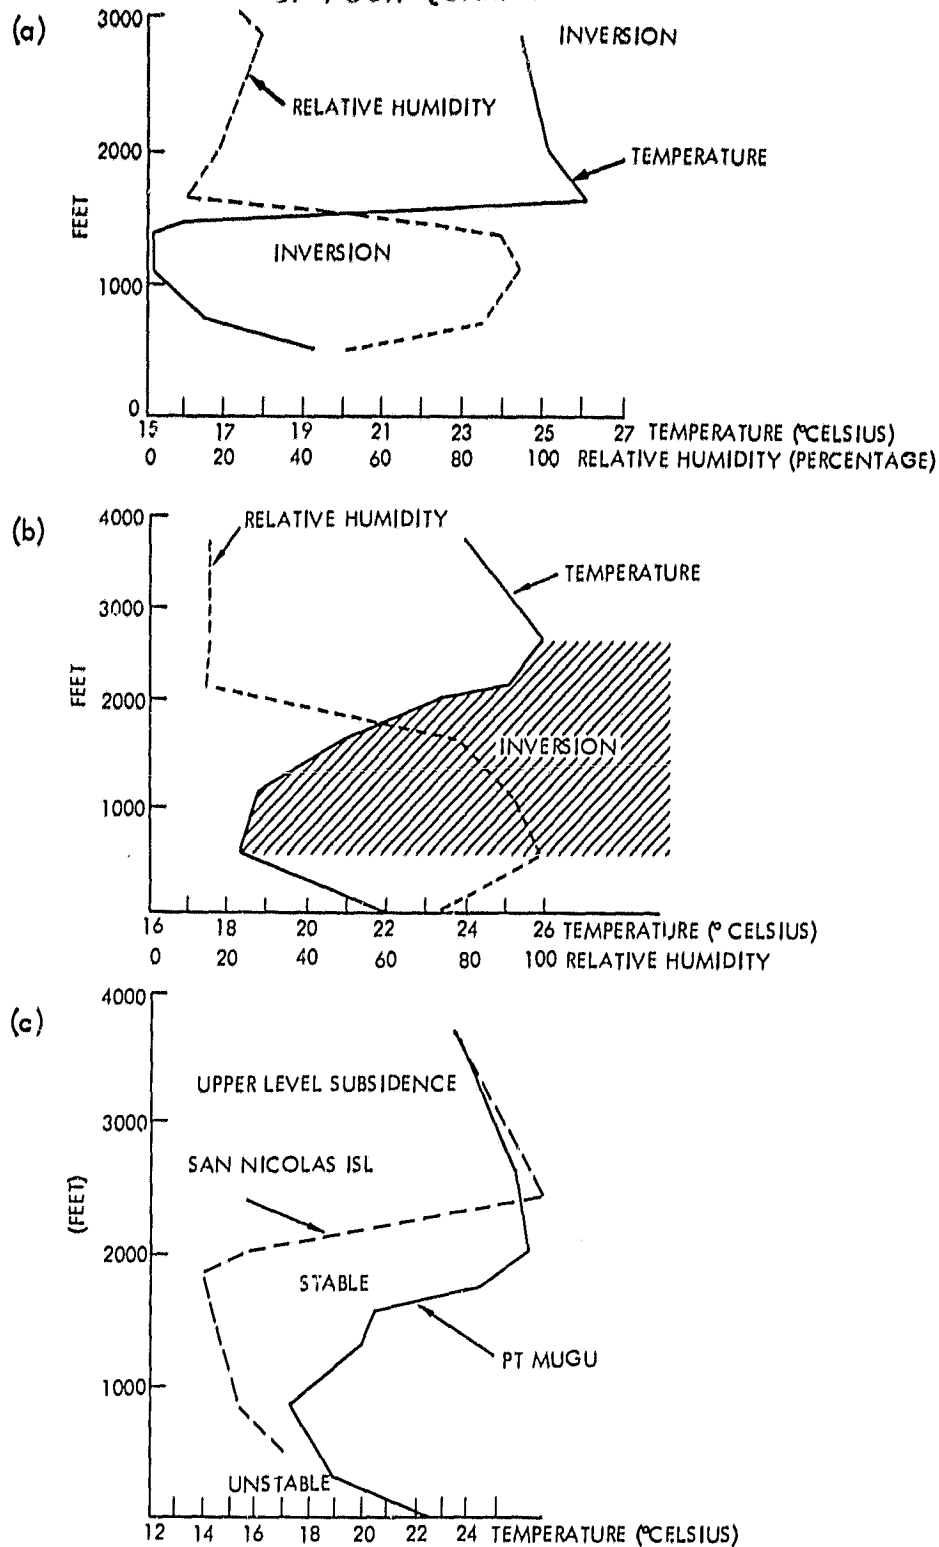 (a)
3000
INVERSION
RELATIVE HUMIDITY
2000
TEMPERATURE
FEET
INVERSION
1000
0
15 17 19 21 23 25 27 TEMPERATURE (°CELSIUS)
0 20 40 60 80 100 RELATIVE HUMIDITY (PERCENTAGE)
(b)
4000
RELATIVE HUMIDITY
TEMPERATURE
3000
FEET
2000
INVERSION
1000
16 18 20 22 24 26 TEMPERATURE (° CELSIUS)
0 20 40 60 80 100 RELATIVE HUMIDITY
(c)
4000
UPPER LEVEL SUBSIDENCE
3000
SAN NICOLAS ISL
(FEET)
2000
STABLE
PT MUGU
1000
UNSTABLE
12 14 16 18 20 22 24 TEMPERATURE (°CELSIUS)